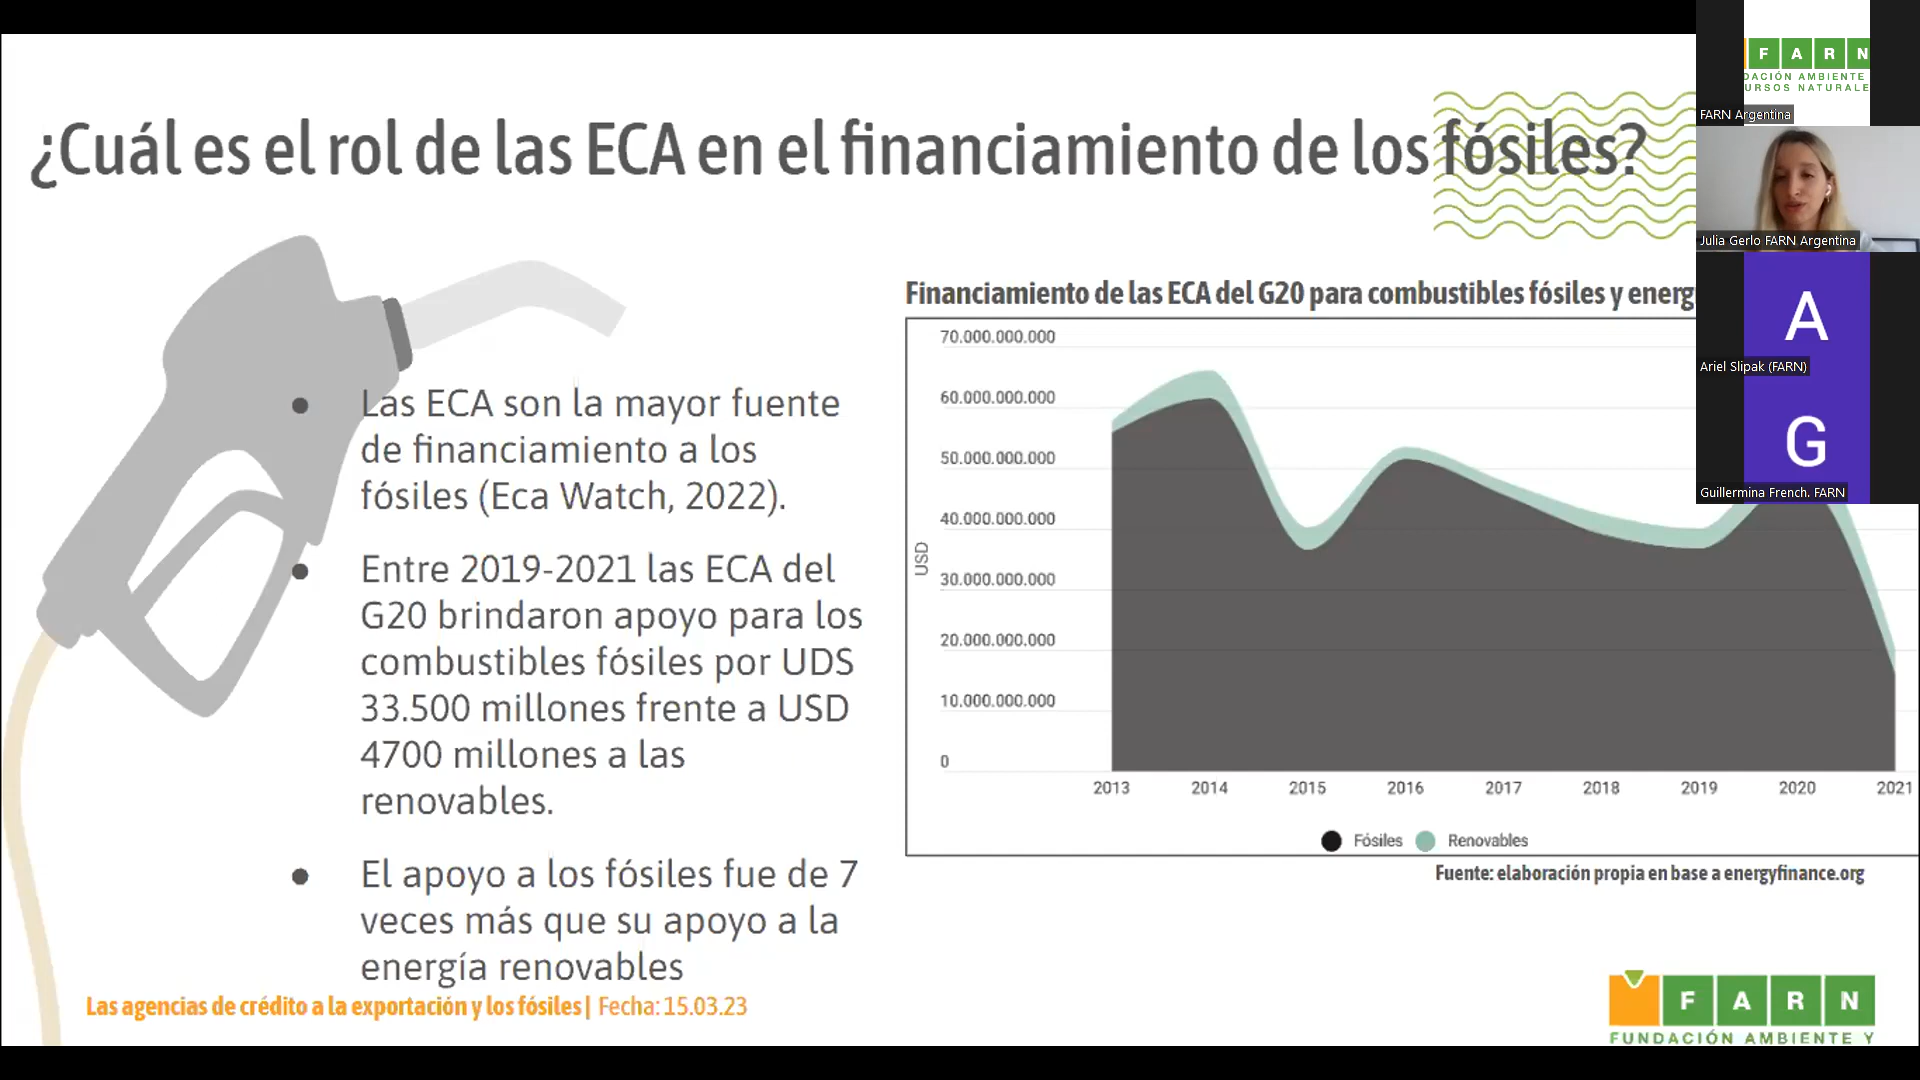 ¿Cuál es el rol de las ECA en el financiamiento de los fósiles?
Las ECA son la mayor fuente
de financiamiento a los
fósiles (Eca Watch, 2022).
Entre 2019-2021 las ECA del
G20 brindaron apoyo para los
combustibles fósiles por UDS
33.500 millones frente a USD
4700 millones a las
renovables.
El apoyo a los fósiles fue de 7
veces más que su apoyo a la
energía renovables
Las agencias de crédito a la exportación y los fósiles| Fecha: 15.03.23
Financiamiento de las ECA del G20 para combustibles fósiles y energ
70.000.000.000
60.000.000.000
50.000.000.000
40.000.000.000
30.000.000.000
20.000.000.000
10.000.000.000
0
USD
2013 2014 2015 2016 2017 2018 2019 2020 2021
Fósiles Renovables
Fuente: elaboración propia en base a energyfinance.org
FARN
FUNDACIÓN AMBIENTE Y
FARN
DACIÓN AMBIENTE
URSOS NATURALE
FARN Argentina
Julia Gerlo FARN Argentina
A
Ariel Slipak (FARN)
G
Guillermina French. FARN